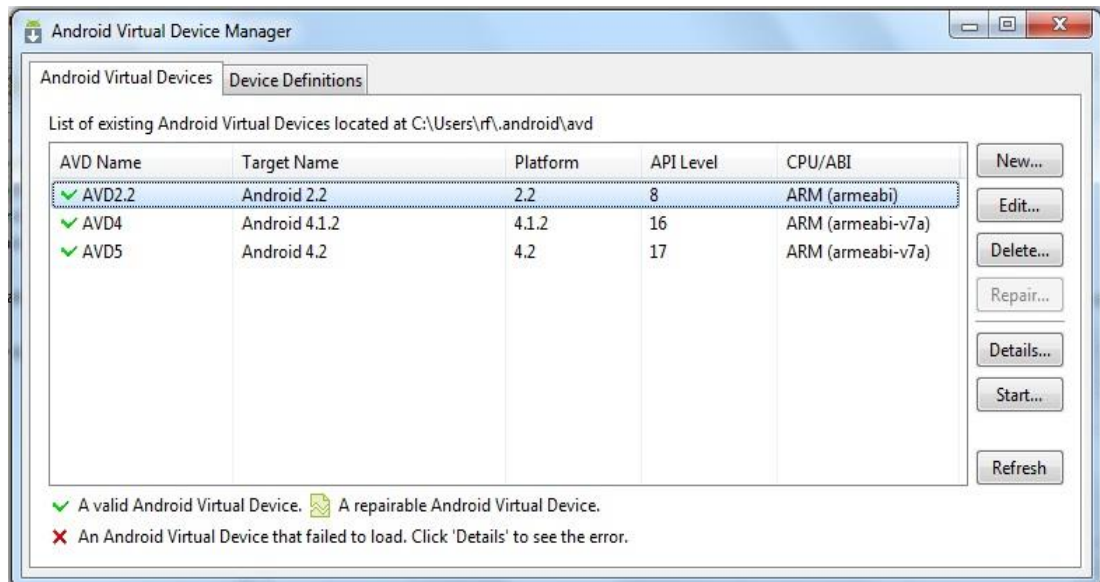 Android Virtual Device Manager
Android Virtual Devices Device Definitions
List of existing Android Virtual Devices located at C:\Users\rf\.android\avd
AVD Name Target Name Platform API Level CPU/ABI New...
AVD2.2 Android 2.2 2.2 8 ARM (armeabi) Edit...
AVD4 Android 4.1.2 4.1.2 16 ARM (armeabi-v7a)
AVD5 Android 4.2 4.2 17 ARM (armeabi-v7a) Delete...
Repair...
Details...
Start...
Refresh
A valid Android Virtual Device. A repairable Android Virtual Device.
An Android Virtual Device that failed to load. Click 'Details' to see the error.